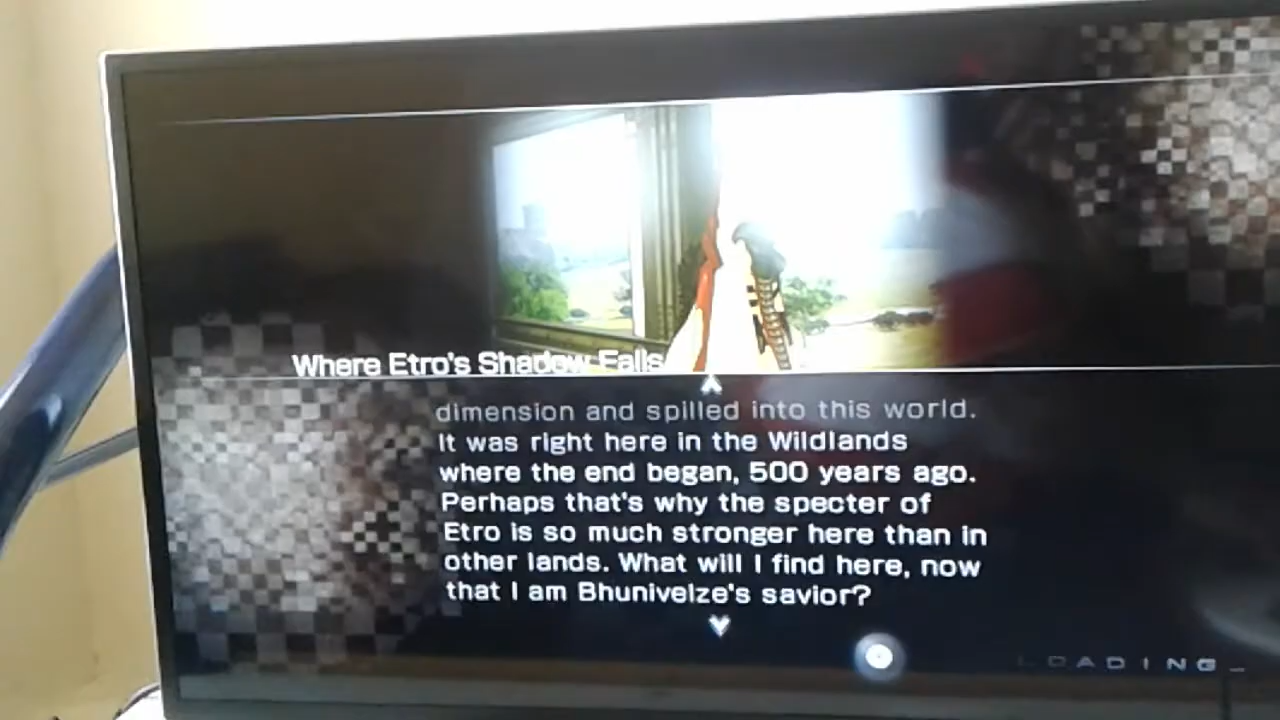 Where Etro's Shadow Falls
dimension and spilled into this world.
It was right here in the Wildlands
where the end began, 500 years ago.
Perhaps that's why the specter of
Etro is so much stronger here than in
other lands. What will I find here, now
that I am Bhunivelze's savior?
LOADING_